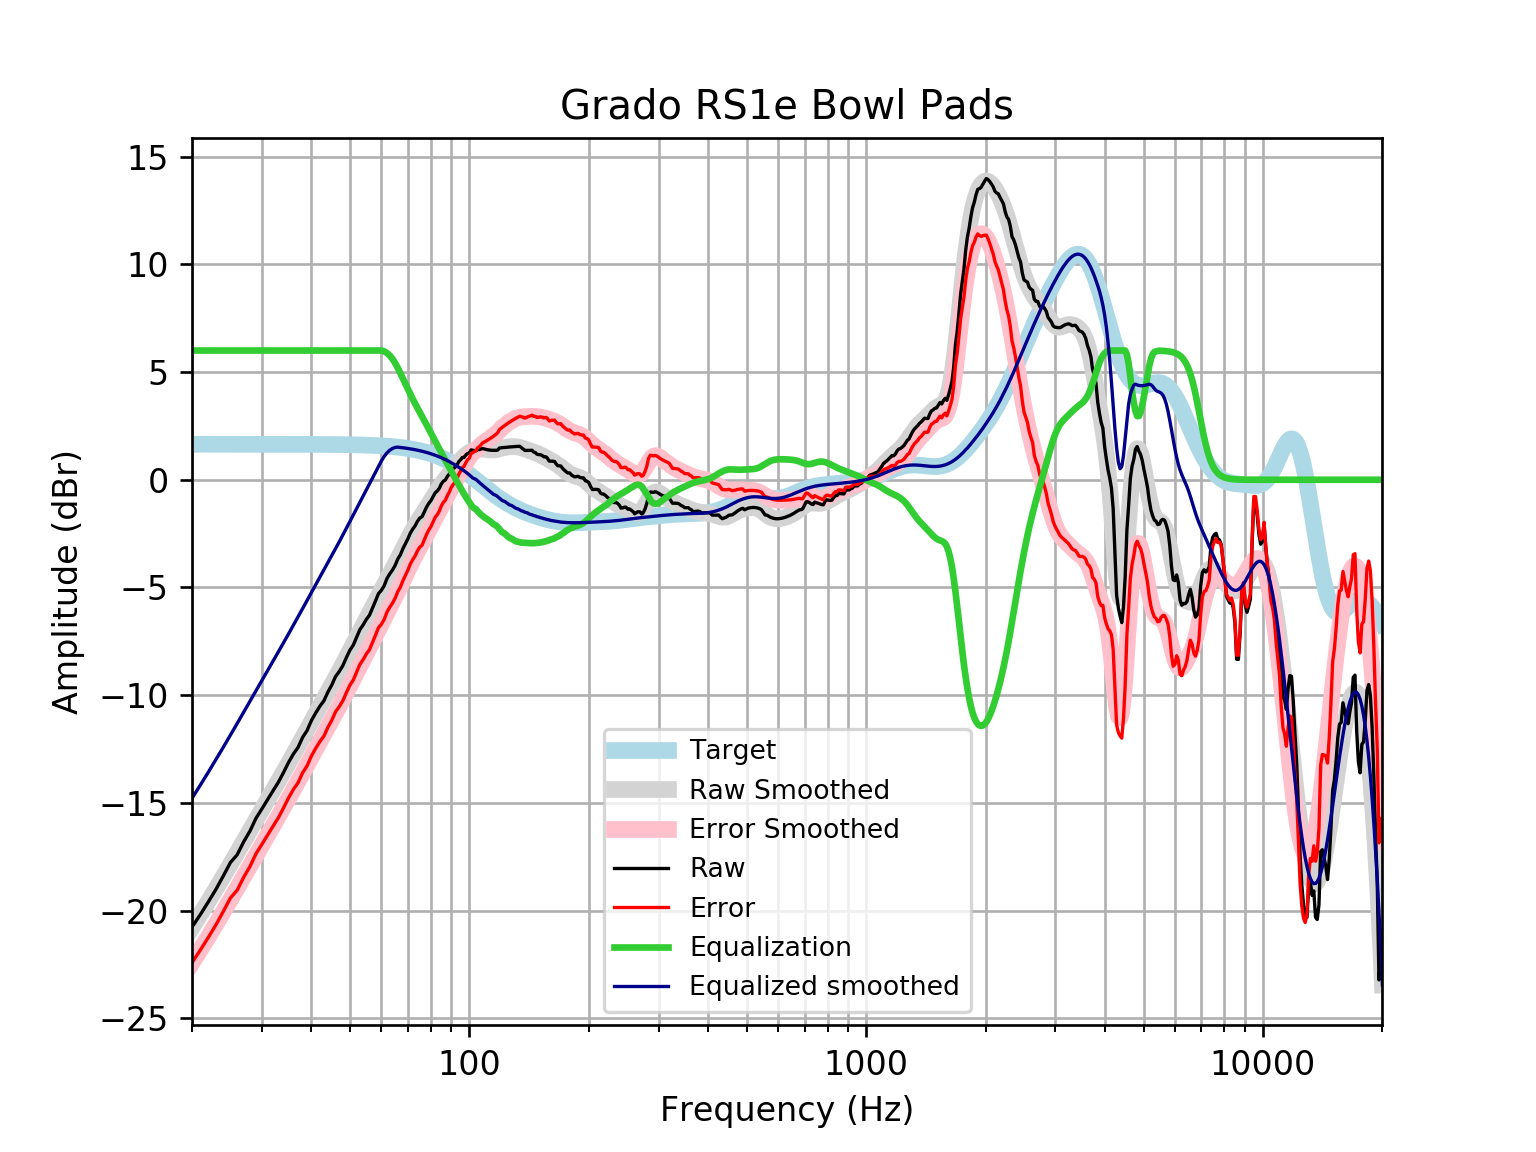 Grado RS1e Bowl Pads
15
10
5
0
−5
−10
−15
−20
−25
Amplitude (dBr)
Target
Raw Smoothed
Error Smoothed
Raw
Error
Equalization
Equalized smoothed
100
1000
10000
Frequency (Hz)